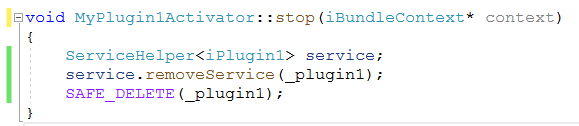 void MyPlugin1Activator::stop(iBundleContext* context)
{
ServiceHelper<iPlugin1> service;
service.removeService(_plugin1);
SAFE_DELETE(_plugin1);
}